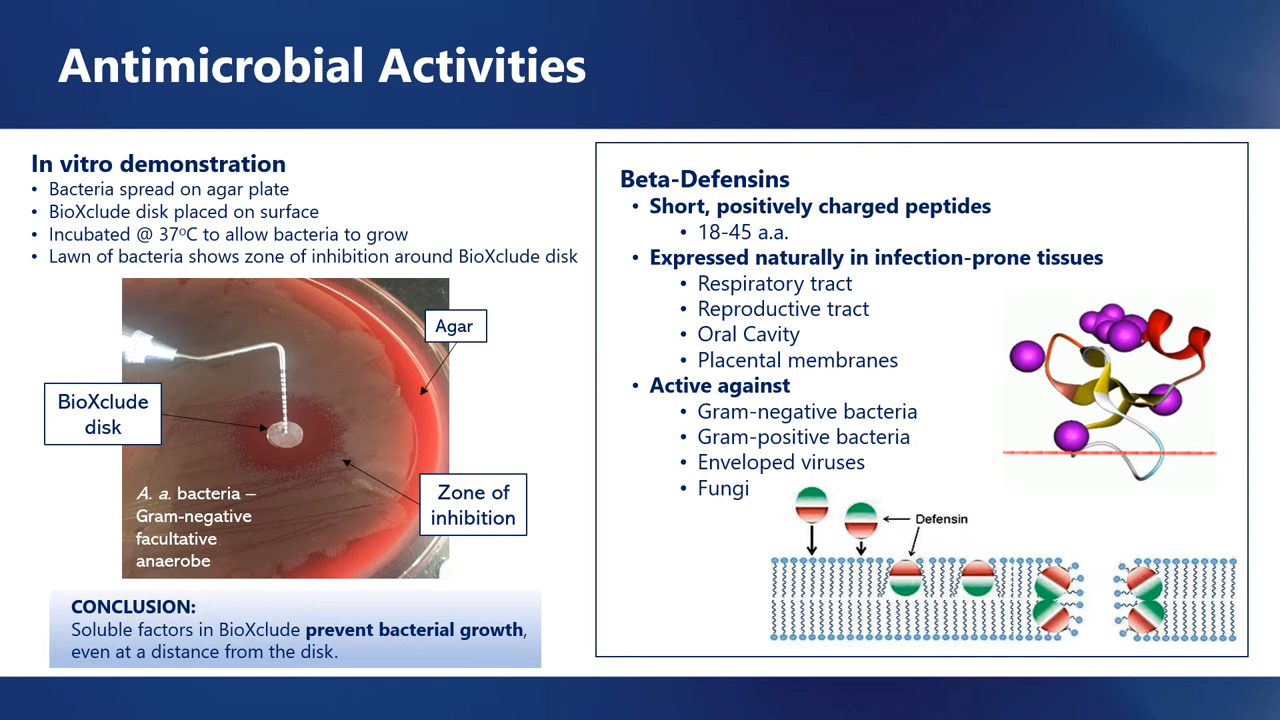 Antimicrobial Activities
In vitro demonstration
• Bacteria spread on agar plate
• BioXclude disk placed on surface
• Incubated @ 37ºC to allow bacteria to grow
• Lawn of bacteria shows zone of inhibition around BioXclude disk
Agar
BioXclude
disk
Zone of
inhibition
A. a. bacteria –
Gram-negative
facultative
anaerobe
CONCLUSION:
Soluble factors in BioXclude prevent bacterial growth,
even at a distance from the disk.
Beta-Defensins
• Short, positively charged peptides
• 18-45 a.a.
• Expressed naturally in infection-prone tissues
• Respiratory tract
• Reproductive tract
• Oral Cavity
• Placental membranes
• Active against
• Gram-negative bacteria
• Gram-positive bacteria
• Enveloped viruses
• Fungi
Defensin